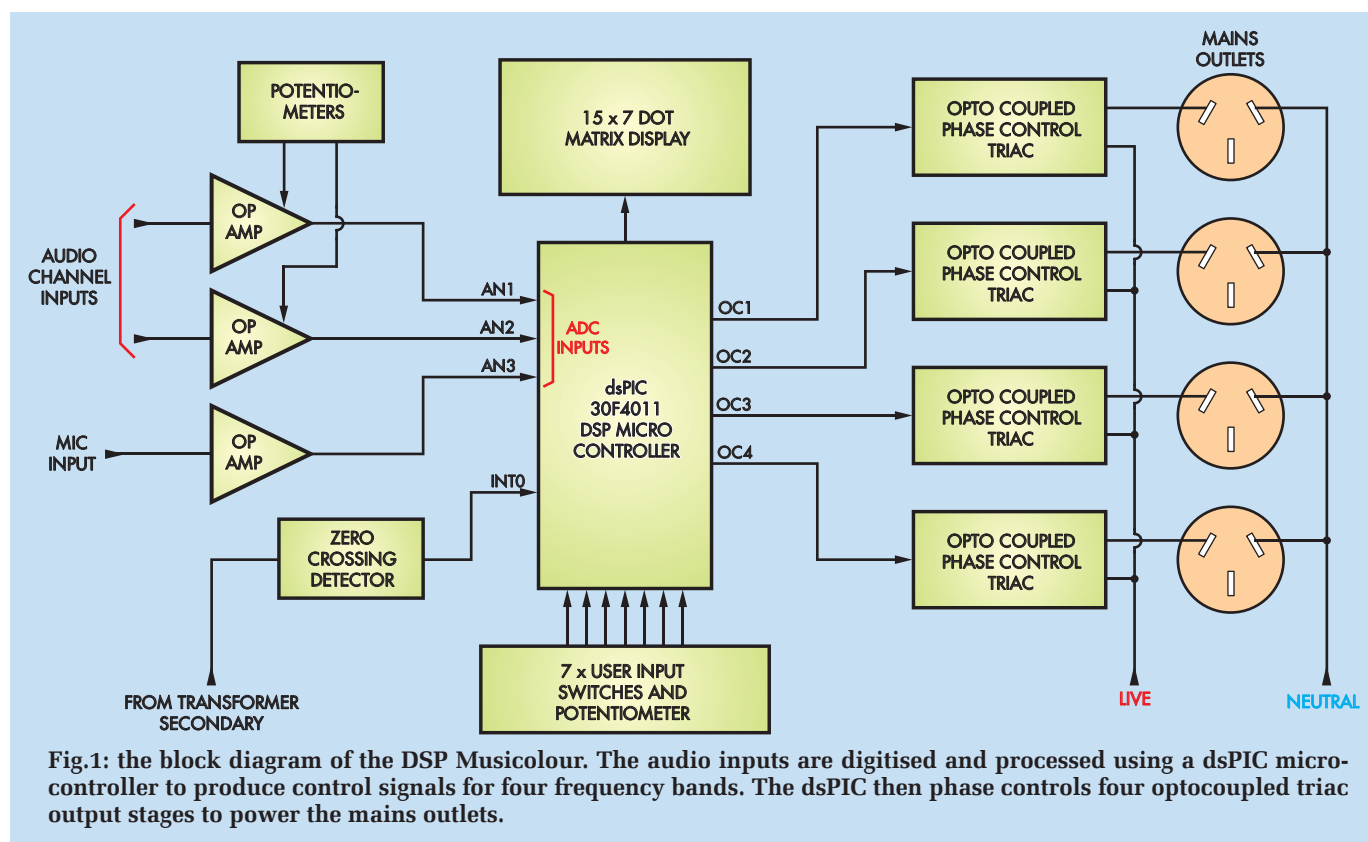 POTENTIO-
METERS
15 x 7 DOT
MATRIX DISPLAY
OPTO COUPLED
PHASE CONTROL
TRIAC
MAINS
OUTLETS
OP
AMP
AUDIO
CHANNEL
INPUTS
OP
AMP
MIC
INPUT
OP
AMP
AN1
AN2
AN3
ADC
INPUTS
INT0
dsPIC
30F4011
DSP MICRO
CONTROLLER
OC1
OC2
OC3
OC4
OPTO COUPLED
PHASE CONTROL
TRIAC
OPTO COUPLED
PHASE CONTROL
TRIAC
OPTO COUPLED
PHASE CONTROL
TRIAC
ZERO
CROSSING
DETECTOR
FROM TRANSFORMER
SECONDARY
7 x USER INPUT
SWITCHES AND
POTENTIOMETER
LIVE
NEUTRAL
Fig.1: the block diagram of the DSP Musicolour. The audio inputs are digitised and processed using a dsPIC micro-
controller to produce control signals for four frequency bands. The dsPIC then phase controls four optocoupled triac
output stages to power the mains outlets.